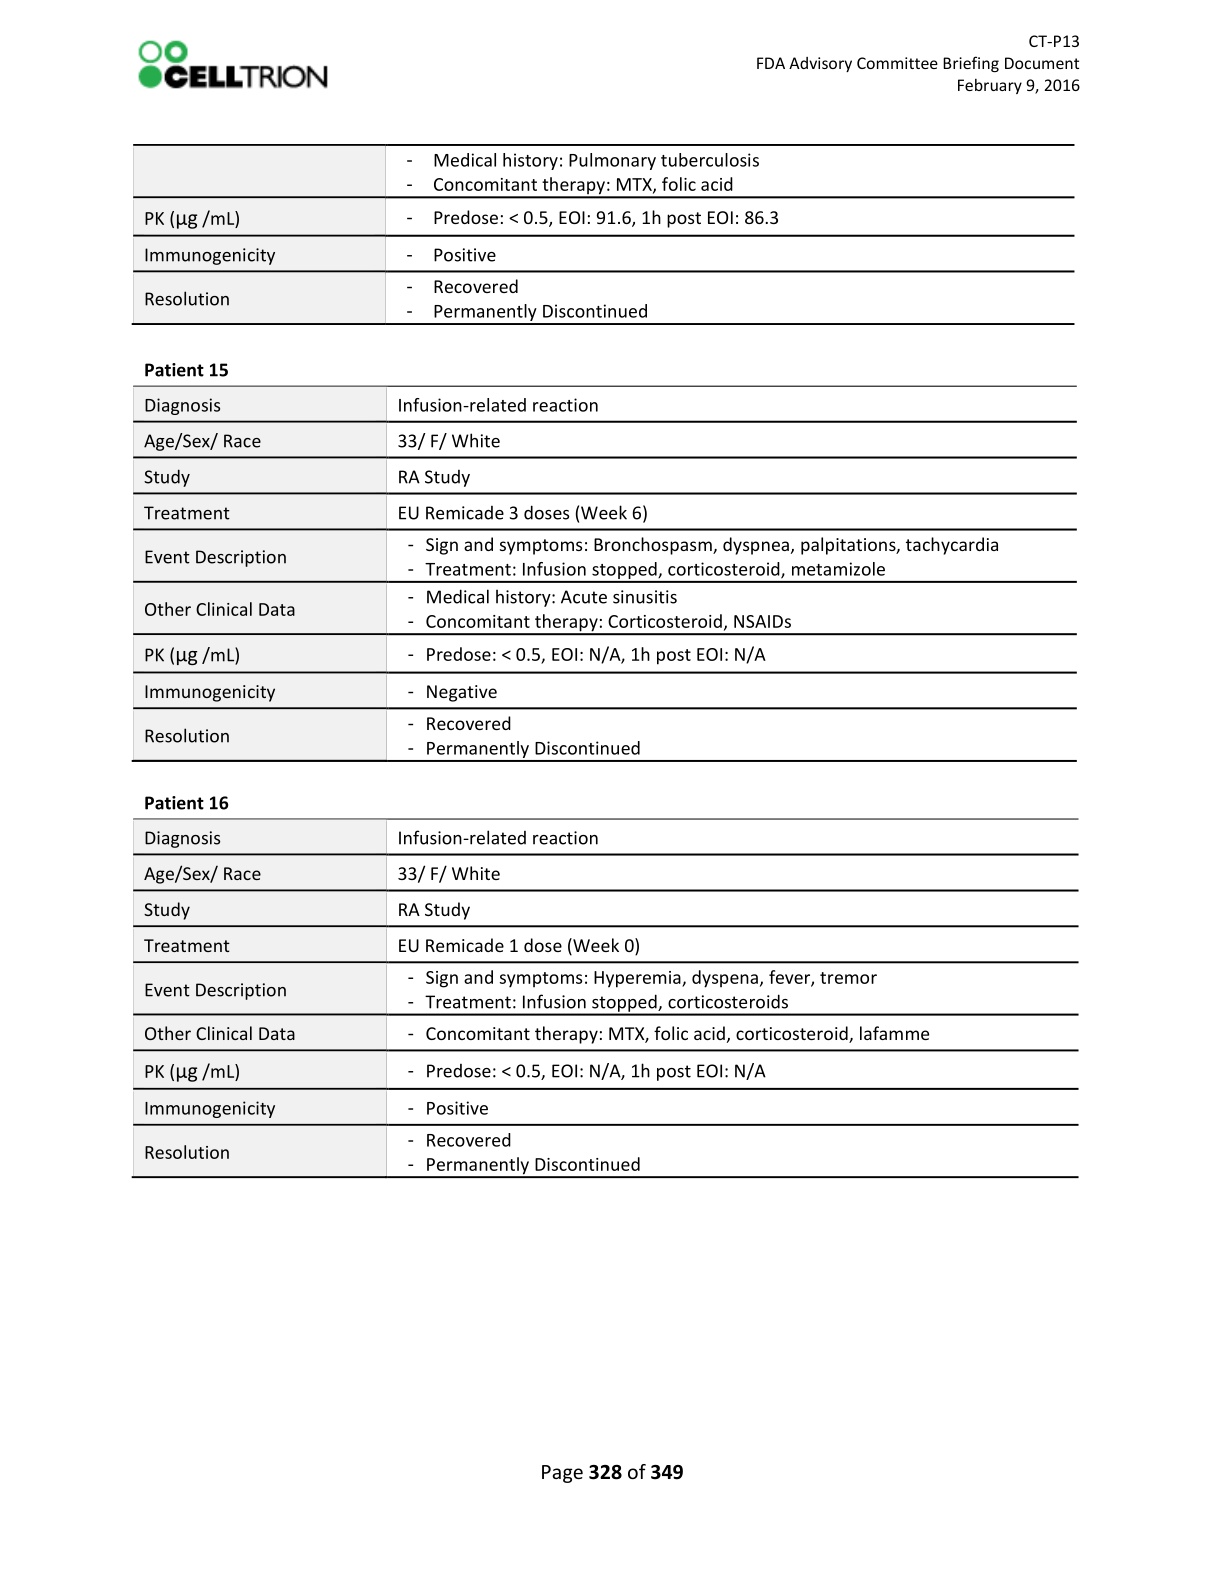 CELLTRION
CT-P13
FDA Advisory Committee Briefing Document
February 9, 2016
- Medical history: Pulmonary tuberculosis
- Concomitant therapy: MTX, folic acid
PK (µg /mL) - Predose: < 0.5, EOI: 91.6, 1h post EOI: 86.3
Immunogenicity - Positive
Resolution - Recovered
- Permanently Discontinued
Patient 15
Diagnosis Infusion-related reaction
Age/Sex/ Race 33/ F/ White
Study RA Study
Treatment EU Remicade 3 doses (Week 6)
Event Description - Sign and symptoms: Bronchospasm, dyspnea, palpitations, tachycardia
- Treatment: Infusion stopped, corticosteroid, metamizole
Other Clinical Data - Medical history: Acute sinusitis
- Concomitant therapy: Corticosteroid, NSAIDs
PK (µg /mL) - Predose: < 0.5, EOI: N/A, 1h post EOI: N/A
Immunogenicity - Negative
Resolution - Recovered
- Permanently Discontinued
Patient 16
Diagnosis Infusion-related reaction
Age/Sex/ Race 33/ F/ White
Study RA Study
Treatment EU Remicade 1 dose (Week 0)
Event Description - Sign and symptoms: Hyperemia, dyspena, fever, tremor
- Treatment: Infusion stopped, corticosteroids
Other Clinical Data - Concomitant therapy: MTX, folic acid, corticosteroid, lafamme
PK (µg /mL) - Predose: < 0.5, EOI: N/A, 1h post EOI: N/A
Immunogenicity - Positive
Resolution - Recovered
- Permanently Discontinued
Page 328 of 349